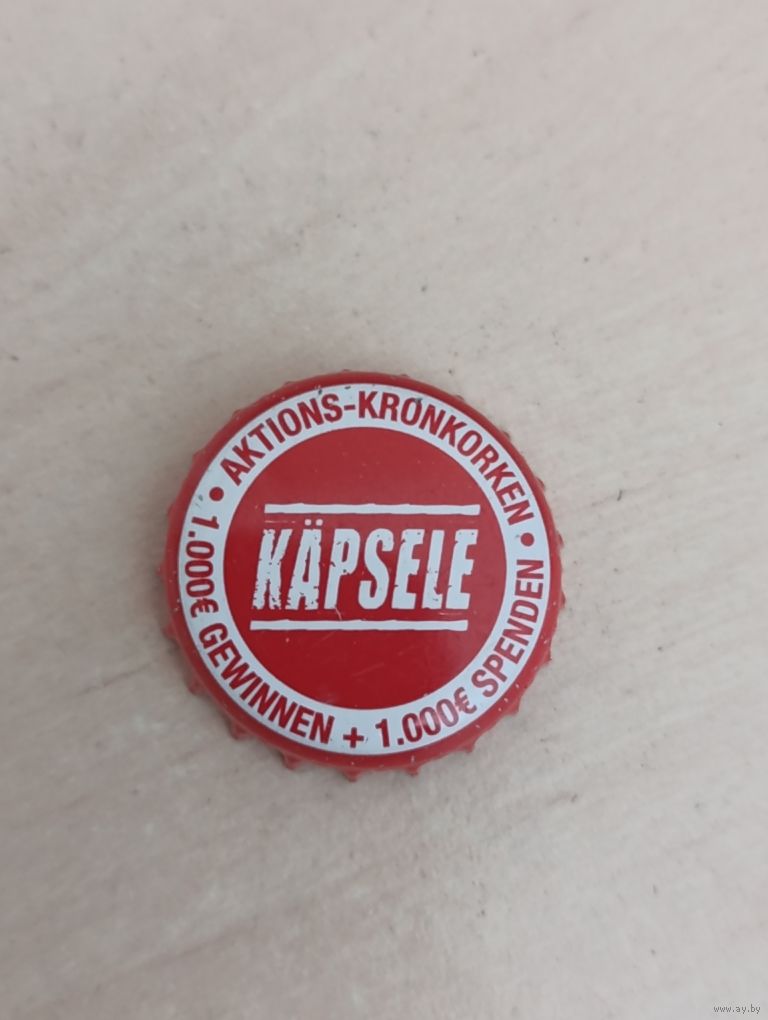 • AKTIONS-KRONKORKEN •
KÄPSELE
1.000€ GEWINNEN + 1.000€ SPENDEN
www.ay.by